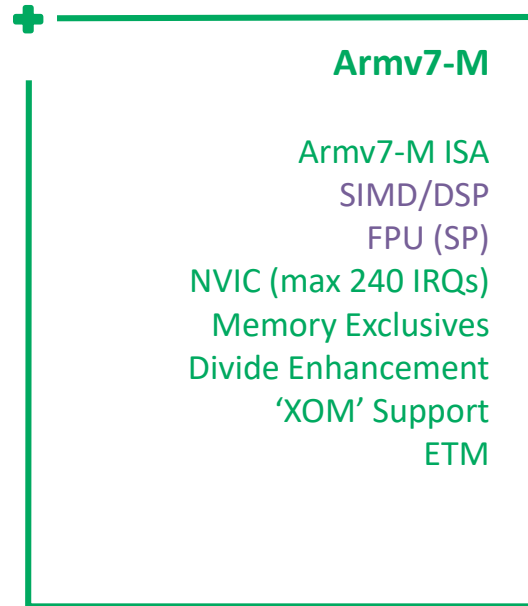 Armv7-M
Armv7-M ISA
SIMD/DSP
FPU (SP)
NVIC (max 240 IRQs)
Memory Exclusives
Divide Enhancement
‘XOM’ Support
ETM